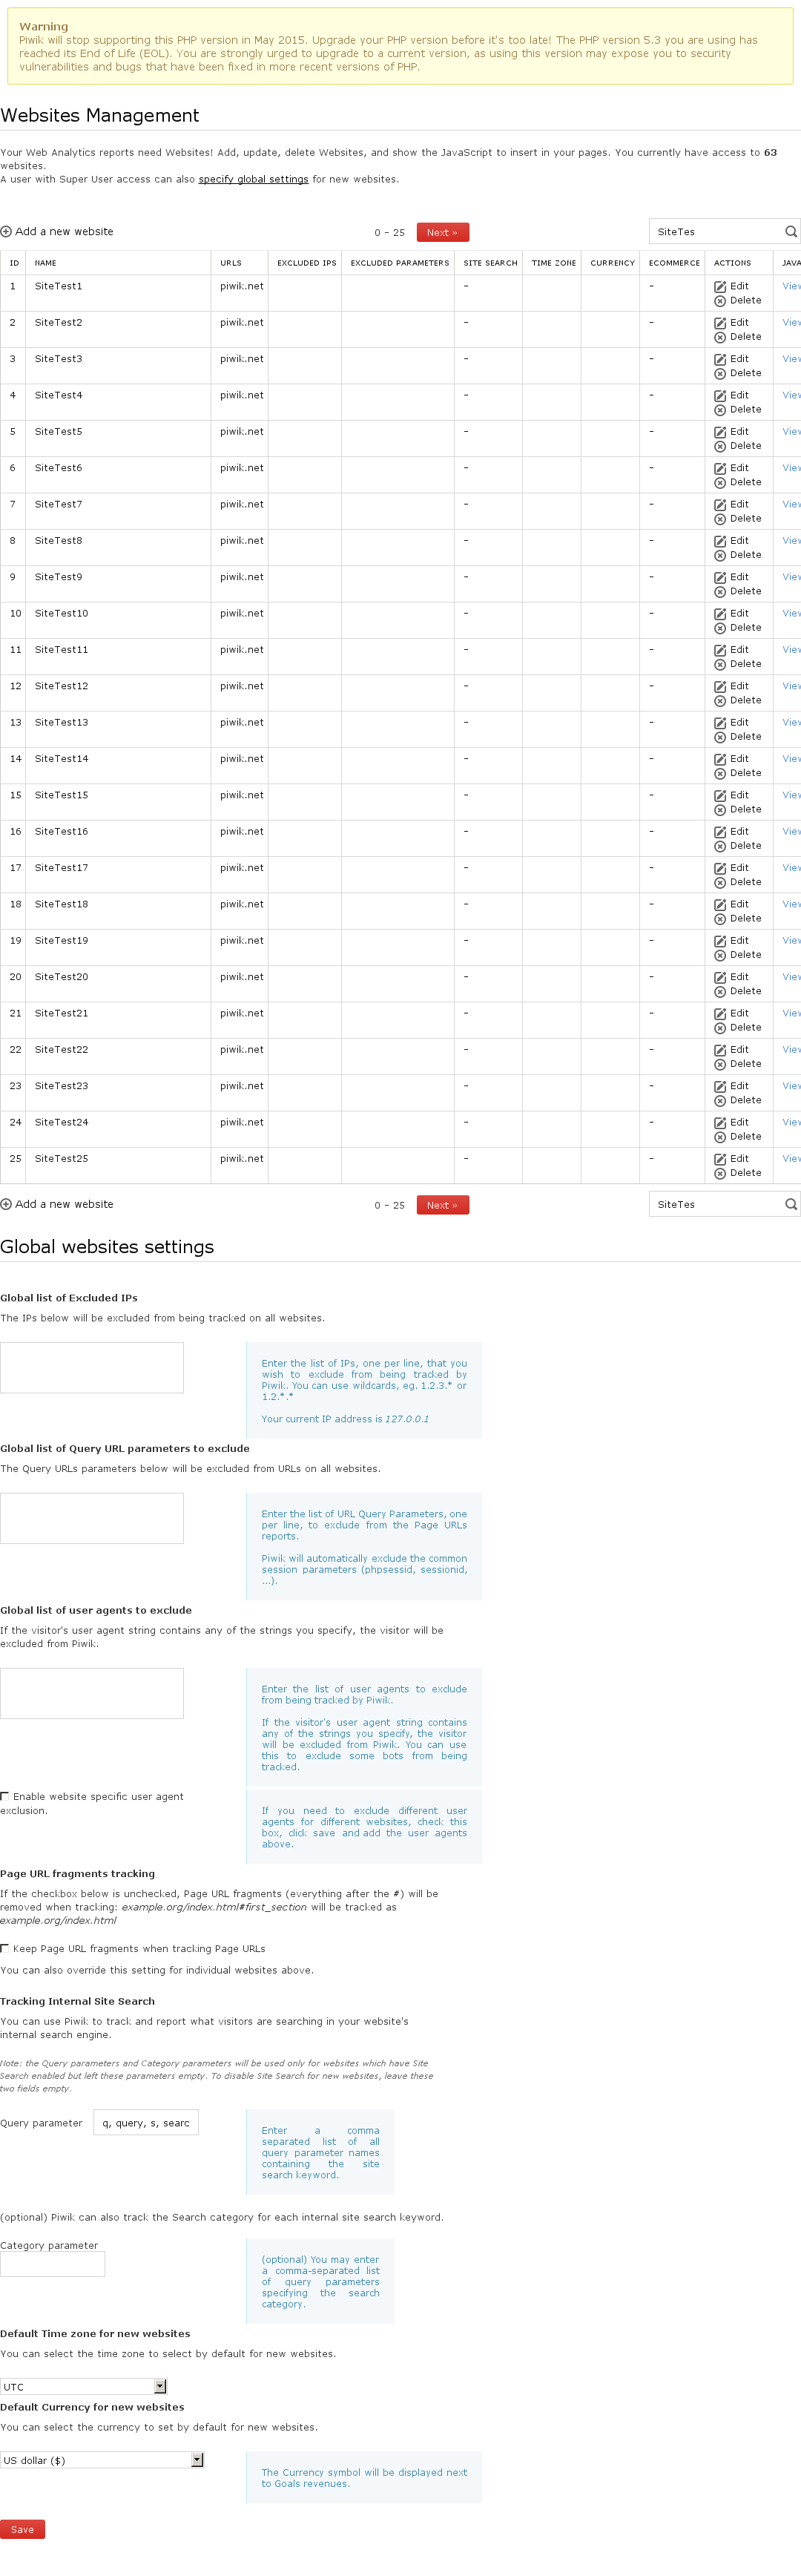 Warning
Piwik will stop supporting this PHP version in May 2015. Upgrade your PHP version before it's too late! The PHP version 5.3 you are using has
reached its End of Life (EOL). You are strongly urged to upgrade to a current version, as using this version may expose you to security
vulnerabilities and bugs that have been fixed in more recent versions of PHP.
Websites Management
Your Web Analytics reports need Websites! Add, update, delete Websites, and show the JavaScript to insert in your pages. You currently have access to 63
websites.
A user with Super User access can also specify global settings for new websites.
Add a new website 0 - 25 Next » SiteTes
ID NAME URLS EXCLUDED IPS EXCLUDED PARAMETERS SITE SEARCH TIME ZONE CURRENCY ECOMMERCE ACTIONS JAVA
1 SiteTest1 piwik.net - - Edit View
Delete
2 SiteTest2 piwik.net - - Edit View
Delete
3 SiteTest3 piwik.net - - Edit View
Delete
4 SiteTest4 piwik.net - - Edit View
Delete
5 SiteTest5 piwik.net - - Edit View
Delete
6 SiteTest6 piwik.net - - Edit View
Delete
7 SiteTest7 piwik.net - - Edit View
Delete
8 SiteTest8 piwik.net - - Edit View
Delete
9 SiteTest9 piwik.net - - Edit View
Delete
10 SiteTest10 piwik.net - - Edit View
Delete
11 SiteTest11 piwik.net - - Edit View
Delete
12 SiteTest12 piwik.net - - Edit View
Delete
13 SiteTest13 piwik.net - - Edit View
Delete
14 SiteTest14 piwik.net - - Edit View
Delete
15 SiteTest15 piwik.net - - Edit View
Delete
16 SiteTest16 piwik.net - - Edit View
Delete
17 SiteTest17 piwik.net - - Edit View
Delete
18 SiteTest18 piwik.net - - Edit View
Delete
19 SiteTest19 piwik.net - - Edit View
Delete
20 SiteTest20 piwik.net - - Edit View
Delete
21 SiteTest21 piwik.net - - Edit View
Delete
22 SiteTest22 piwik.net - - Edit View
Delete
23 SiteTest23 piwik.net - - Edit View
Delete
24 SiteTest24 piwik.net - - Edit View
Delete
25 SiteTest25 piwik.net - - Edit View
Delete
Add a new website 0 - 25 Next » SiteTes
Global websites settings
Global list of Excluded IPs
The IPs below will be excluded from being tracked on all websites.
Enter the list of IPs, one per line, that you
wish to exclude from being tracked by
Piwik. You can use wildcards, eg. 1.2.3.* or
1.2.*.*
Your current IP address is 127.0.0.1
Global list of Query URL parameters to exclude
The Query URLs parameters below will be excluded from URLs on all websites.
Enter the list of URL Query Parameters, one
per line, to exclude from the Page URLs
reports.
Piwik will automatically exclude the common
session parameters (phpsessid, sessionid,
...).
Global list of user agents to exclude
If the visitor's user agent string contains any of the strings you specify, the visitor will be
excluded from Piwik.
Enter the list of user agents to exclude
from being tracked by Piwik.
If the visitor's user agent string contains
any of the strings you specify, the visitor
will be excluded from Piwik. You can use
this to exclude some bots from being
tracked.
Enable website specific user agent
exclusion.
If you need to exclude different user
agents for different websites, check this
box, click save and add the user agents
above.
Page URL fragments tracking
If the checkbox below is unchecked, Page URL fragments (everything after the #) will be
removed when tracking: example.org/index.html#first_section will be tracked as
example.org/index.html
Keep Page URL fragments when tracking Page URLs
You can also override this setting for individual websites above.
Tracking Internal Site Search
You can use Piwik to track and report what visitors are searching in your website's
internal search engine.
Note: the Query parameters and Category parameters will be used only for websites which have Site
Search enabled but left these parameters empty. To disable Site Search for new websites, leave these
two fields empty.
Query parameter q, query, s, searc
Enter a comma
separated list of all
query parameter names
containing the site
search keyword.
(optional) Piwik can also track the Search category for each internal site search keyword.
Category parameter
(optional) You may enter
a comma-separated list
of query parameters
specifying the search
category.
Default Time zone for new websites
You can select the time zone to select by default for new websites.
UTC
Default Currency for new websites
You can select the currency to set by default for new websites.
US dollar ($)
The Currency symbol will be displayed next
to Goals revenues.
Save